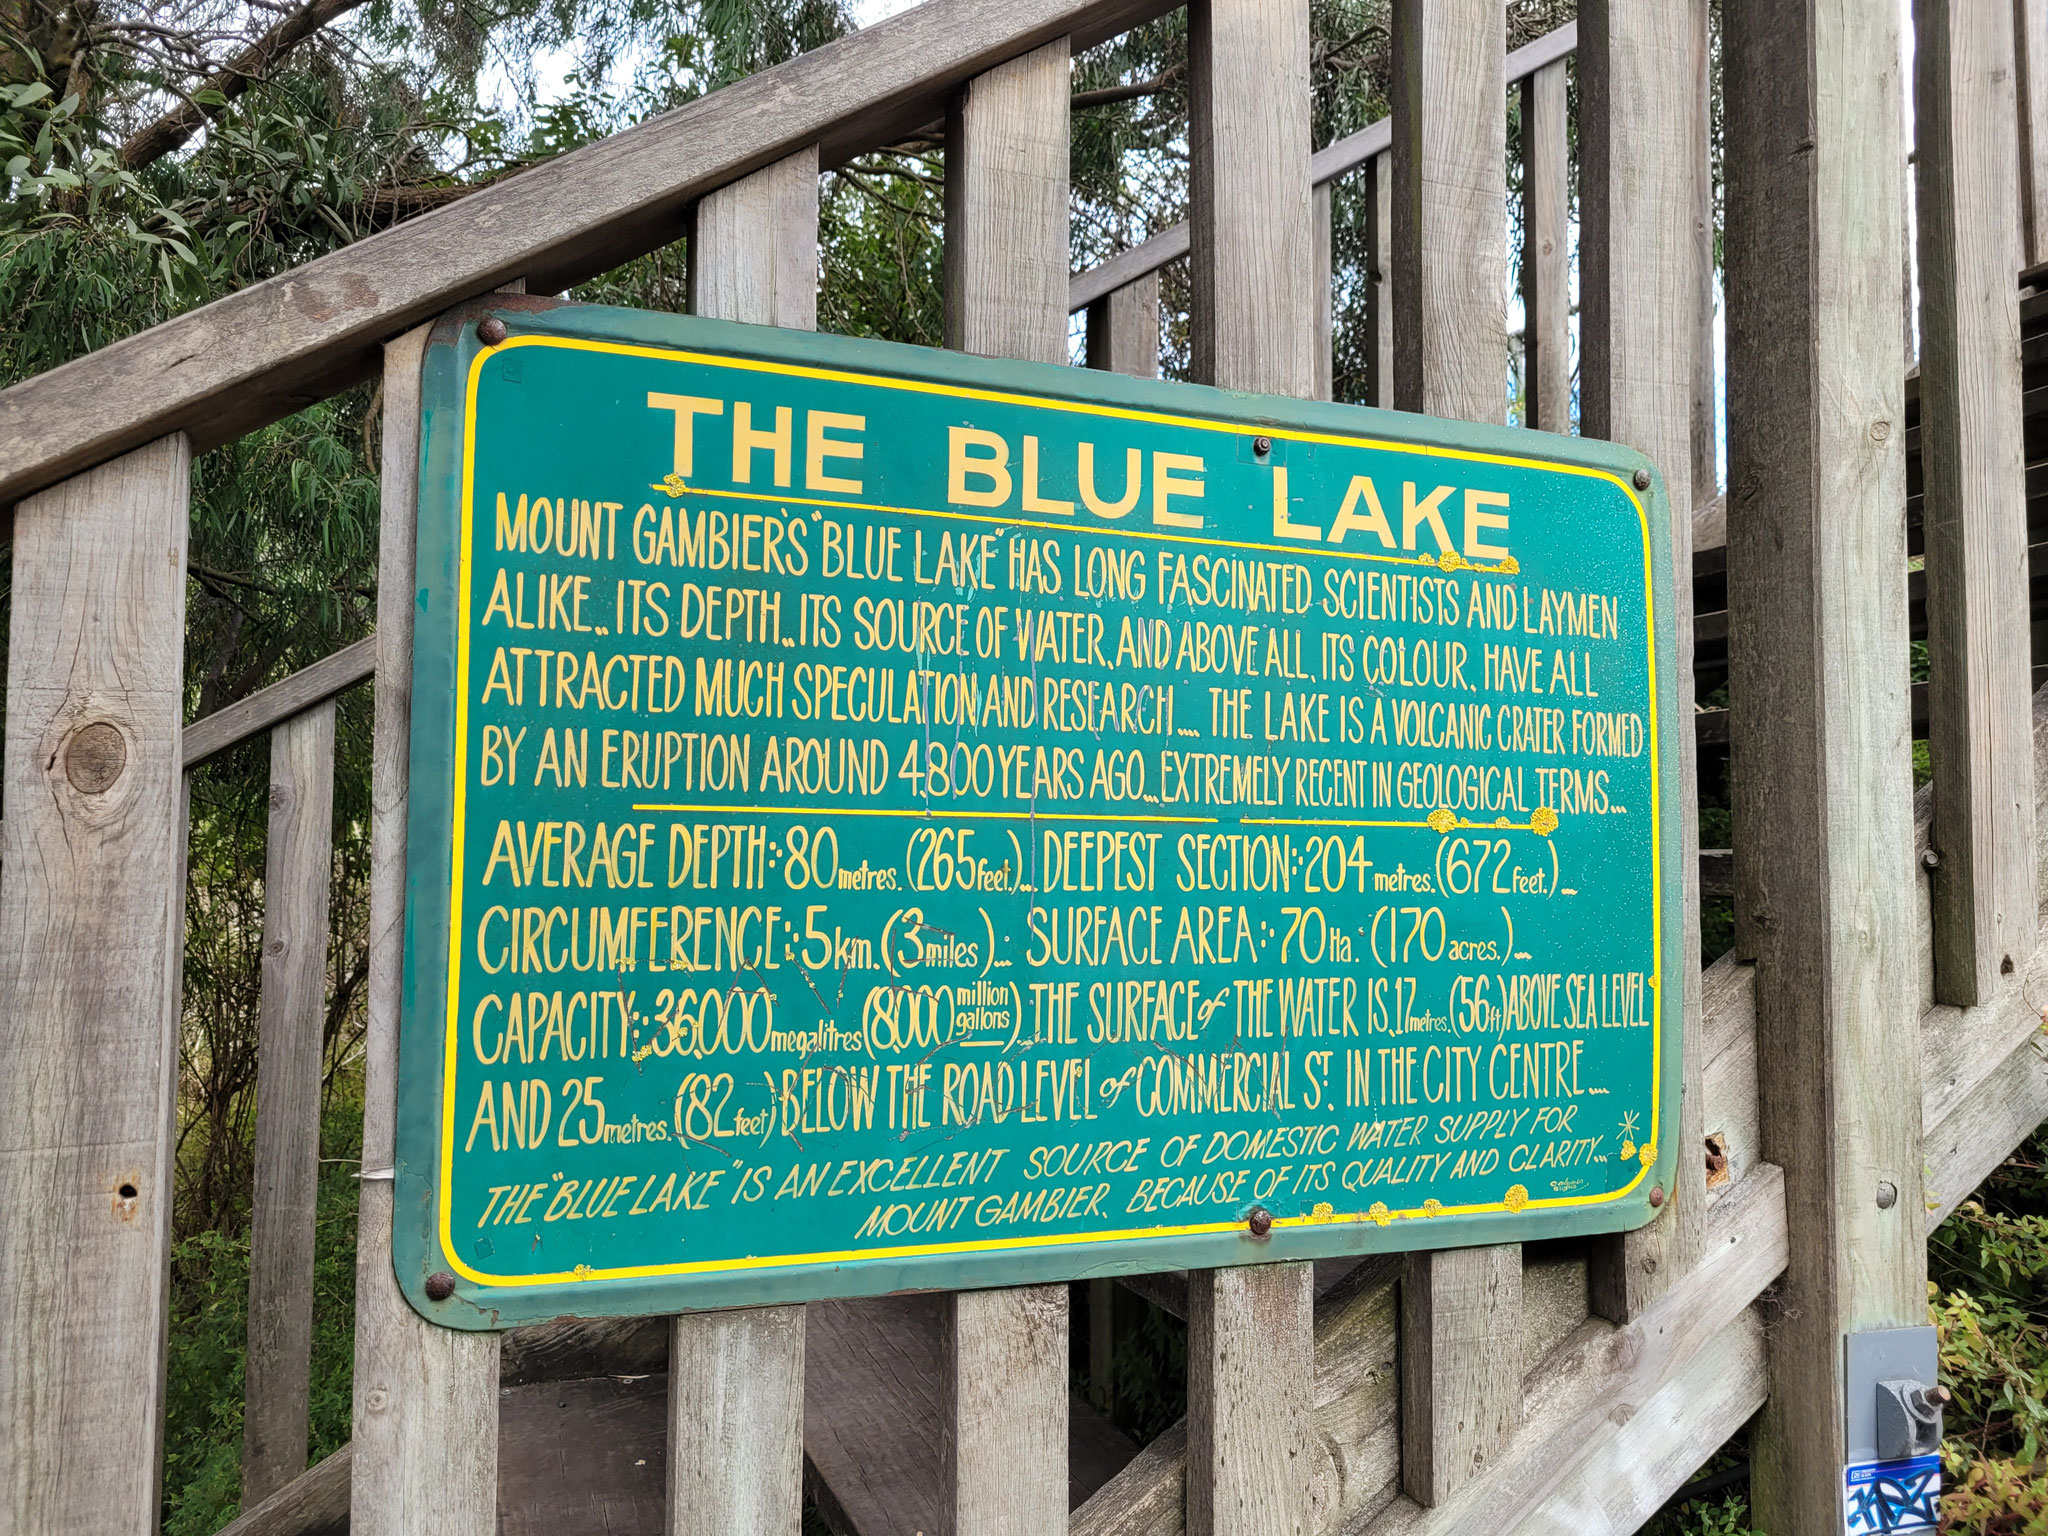 THE BLUE LAKE
MOUNT GAMBIER'S "BLUE LAKE" HAS LONG FASCINATED SCIENTISTS AND LAYMEN
ALIKE.. ITS DEPTH.. ITS SOURCE OF WATER, AND ABOVE ALL, ITS COLOUR, HAVE ALL
ATTRACTED MUCH SPECULATION AND RESEARCH.... THE LAKE IS A VOLCANIC CRATER FORMED
BY AN ERUPTION AROUND 4,800 YEARS AGO... EXTREMELY RECENT IN GEOLOGICAL TERMS...
AVERAGE DEPTH: 80 metres. (265 feet.)... DEEPEST SECTION: 204 metres. (672 feet.)...
CIRCUMFERENCE: 5 km. (3 miles)... SURFACE AREA: 70 Ha. (170 acres.)...
CAPACITY: 36,000 megalitres (8,000 million gallons)... THE SURFACE of THE WATER IS 17 metres. (56 ft) ABOVE SEA LEVEL
AND 25 metres. (82 feet) BELOW THE ROAD LEVEL of COMMERCIAL ST. IN THE CITY CENTRE....
THE "BLUE LAKE" IS AN EXCELLENT SOURCE OF DOMESTIC WATER SUPPLY FOR
MOUNT GAMBIER, BECAUSE OF ITS QUALITY AND CLARITY...